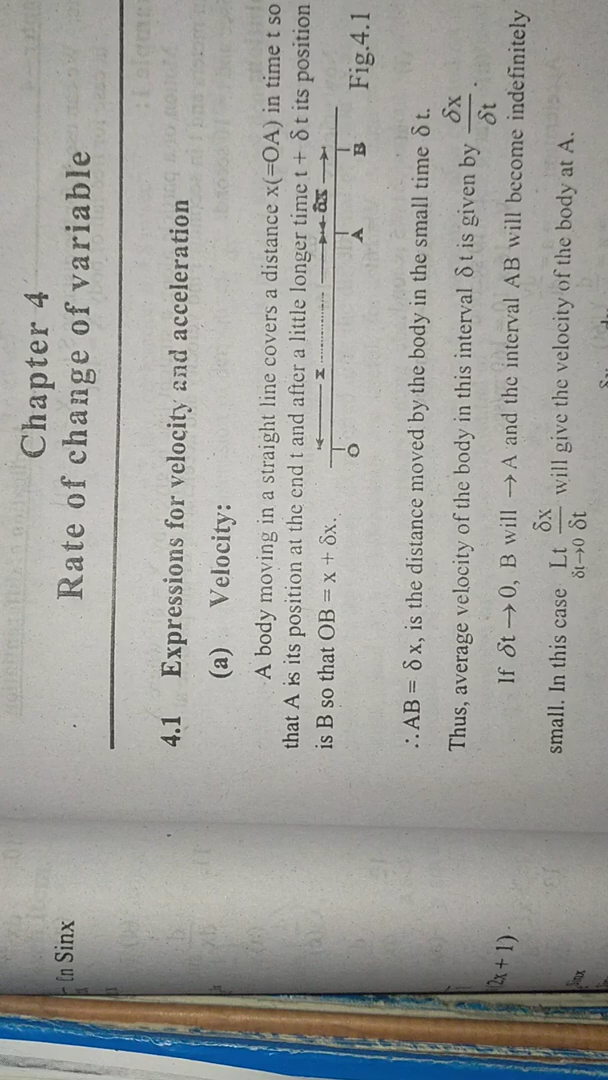 Chapter 4
Rate of change of variable
4.1 Expressions for velocity and acceleration
(a) Velocity:
A body moving in a straight line covers a distance x(=OA) in time t so
that A is its position at the end t and after a little longer time t + δt its position
is B so that OB = x + δx.
x δx
O A B
Fig.4.1
∴ AB = δx, is the distance moved by the body in the small time δt.
Thus, average velocity of the body in this interval δt is given by δx/δt.
If δt → 0, B will → A and the interval AB will become indefinitely
small. In this case Lt δt→0 δx/δt will give the velocity of the body at A.
Sinx
(2x + 1)